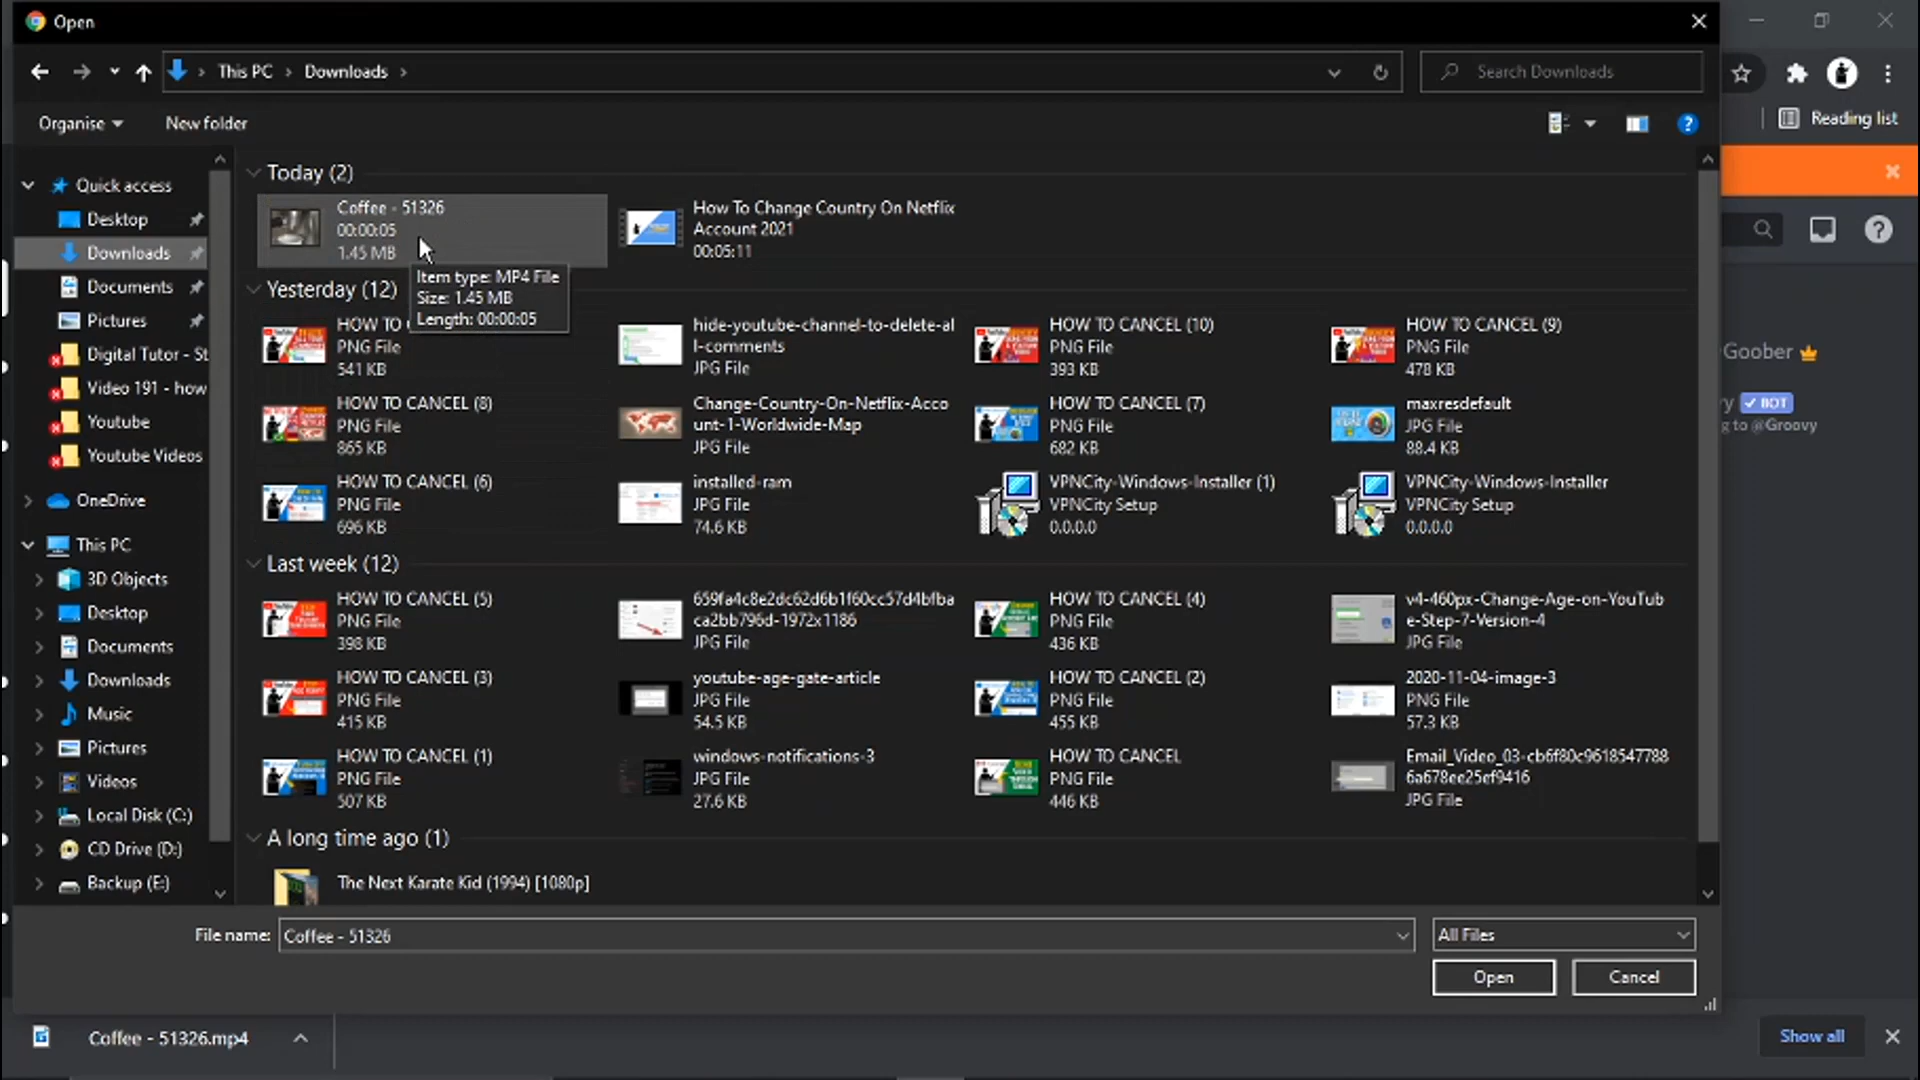 Open
This PC > Downloads >
Search Downloads
Organise
New folder
Reading list
Quick access
Desktop
Downloads
Documents
Pictures
Digital Tutor - St
Video 191 - how
Youtube
Youtube Videos
OneDrive
This PC
3D Objects
Desktop
Documents
Downloads
Music
Pictures
Videos
Local Disk (C:)
CD Drive (D:)
Backup (E:)
Today (2)
Coffee - 51326
00:00:05
1.45 MB
How To Change Country On Netflix
Account 2021
00:05:11
Item type: MP4 File
Size: 1.45 MB
Length: 00:00:05
Yesterday (12)
HOW TO
PNG File
541 KB
hide-youtube-channel-to-delete-al
l-comments
JPG File
HOW TO CANCEL (10)
PNG File
393 KB
HOW TO CANCEL (9)
PNG File
478 KB
HOW TO CANCEL (8)
PNG File
865 KB
Change-Country-On-Netflix-Acco
unt-1-Worldwide-Map
JPG File
HOW TO CANCEL (7)
PNG File
682 KB
maxresdefault
JPG File
88.4 KB
HOW TO CANCEL (6)
PNG File
696 KB
installed-ram
JPG File
74.6 KB
VPNCity-Windows-Installer (1)
VPNCity Setup
0.0.0.0
VPNCity-Windows-Installer
VPNCity Setup
0.0.0.0
Last week (12)
HOW TO CANCEL (5)
PNG File
398 KB
659fa4c8e2dc62d6b1f60cc57d4bfba
ca2bb796d-1972x1186
JPG File
HOW TO CANCEL (4)
PNG File
436 KB
v4-460px-Change-Age-on-YouTub
e-Step-7-Version-4
JPG File
HOW TO CANCEL (3)
PNG File
415 KB
youtube-age-gate-article
JPG File
54.5 KB
HOW TO CANCEL (2)
PNG File
455 KB
2020-11-04-image-3
PNG File
57.3 KB
HOW TO CANCEL (1)
PNG File
507 KB
windows-notifications-3
JPG File
27.6 KB
HOW TO CANCEL
PNG File
446 KB
Email_Video_03-cb6f80c9618547788
6a678ee25ef9416
JPG File
A long time ago (1)
The Next Karate Kid (1994) [1080p]
Goober
y BOT
g to @Groovy
File name: Coffee - 51326
All Files
Open
Cancel
Coffee - 51326.mp4
Show all